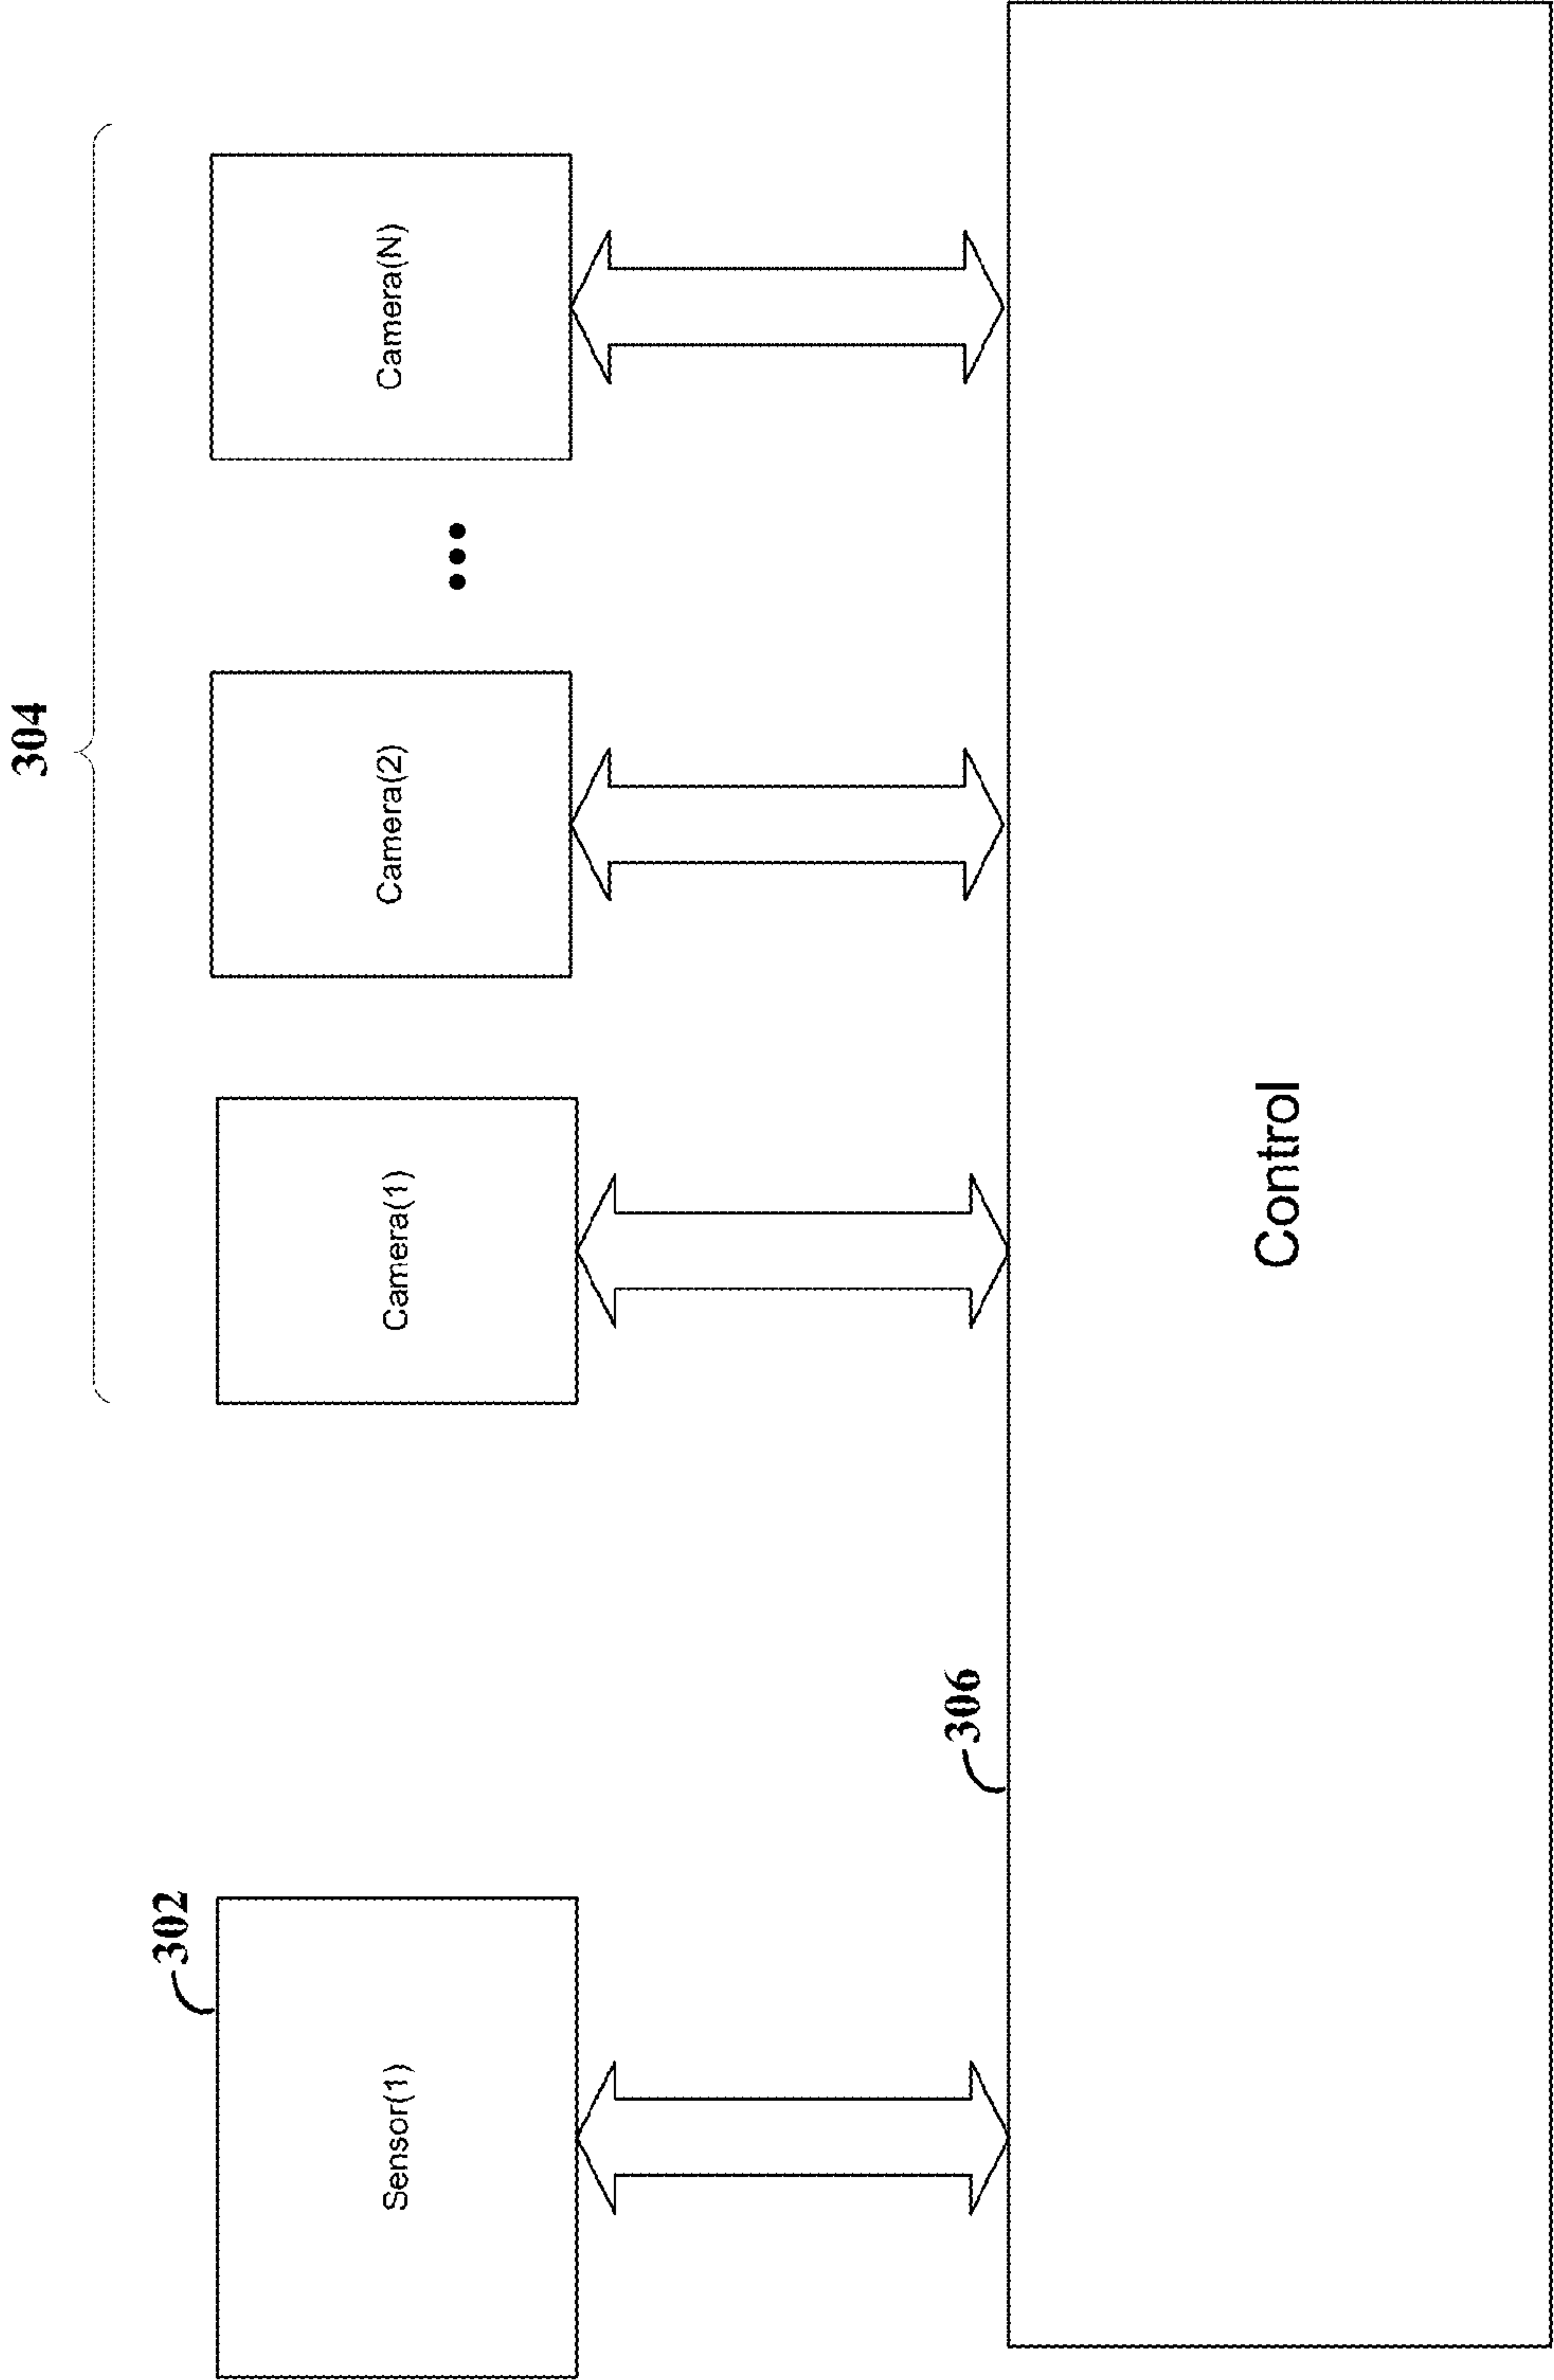 304
302
Sensor(1)
Camera(1)
Camera(2)
•••
Camera(N)
306
Control